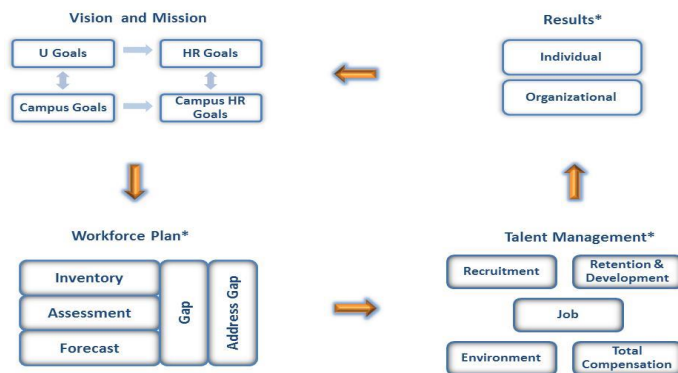 Vision and Mission
U Goals
HR Goals
Campus Goals
Campus HR
Goals
Results*
Individual
Organizational
Workforce Plan*
Inventory
Assessment
Forecast
Gap
Address Gap
Talent Management*
Recruitment
Retention &
Development
Job
Environment
Total
Compensation